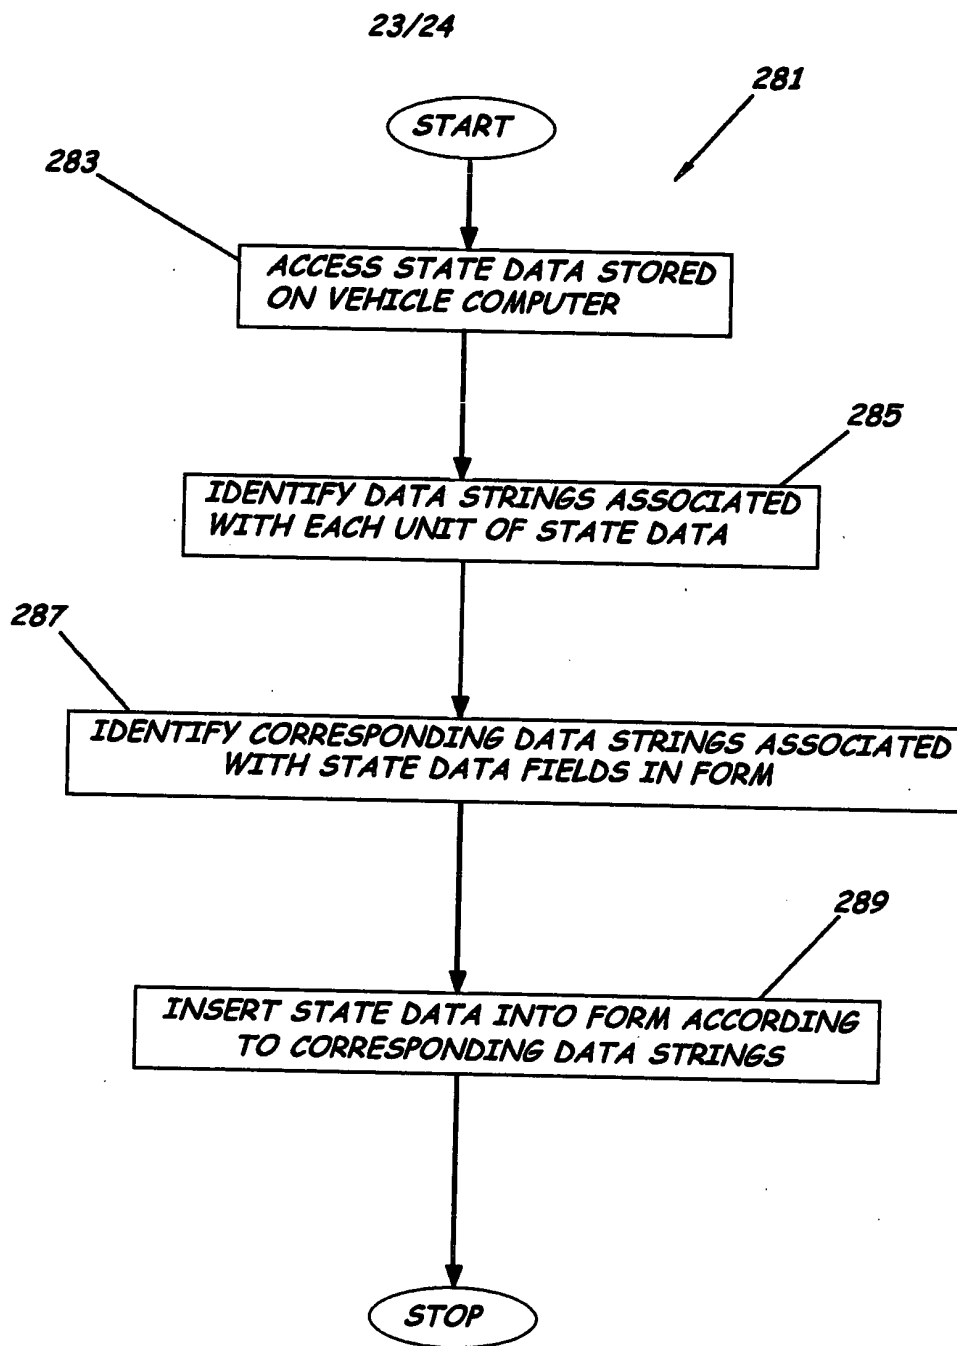 23/24
281
START
283
ACCESS STATE DATA STORED
ON VEHICLE COMPUTER
285
IDENTIFY DATA STRINGS ASSOCIATED
WITH EACH UNIT OF STATE DATA
287
IDENTIFY CORRESPONDING DATA STRINGS ASSOCIATED
WITH STATE DATA FIELDS IN FORM
289
INSERT STATE DATA INTO FORM ACCORDING
TO CORRESPONDING DATA STRINGS
STOP